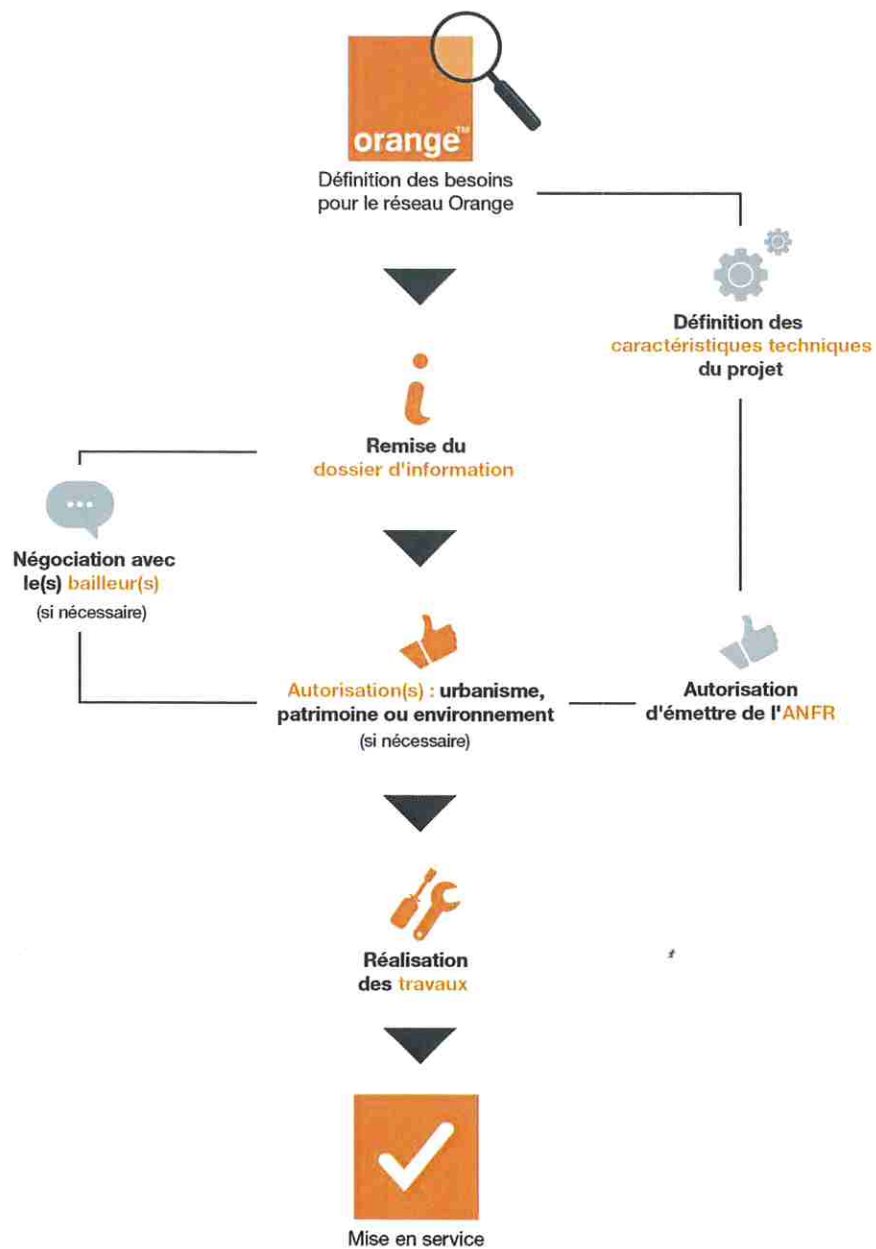 orange™
Définition des besoins
pour le réseau Orange
Définition des
caractéristiques techniques
du projet
Remise du
dossier d'information
Négociation avec
le(s) bailleur(s)
(si nécessaire)
Autorisation(s) : urbanisme,
patrimoine ou environnement
(si nécessaire)
Autorisation
d'émettre de l'ANFR
Réalisation
des travaux
Mise en service